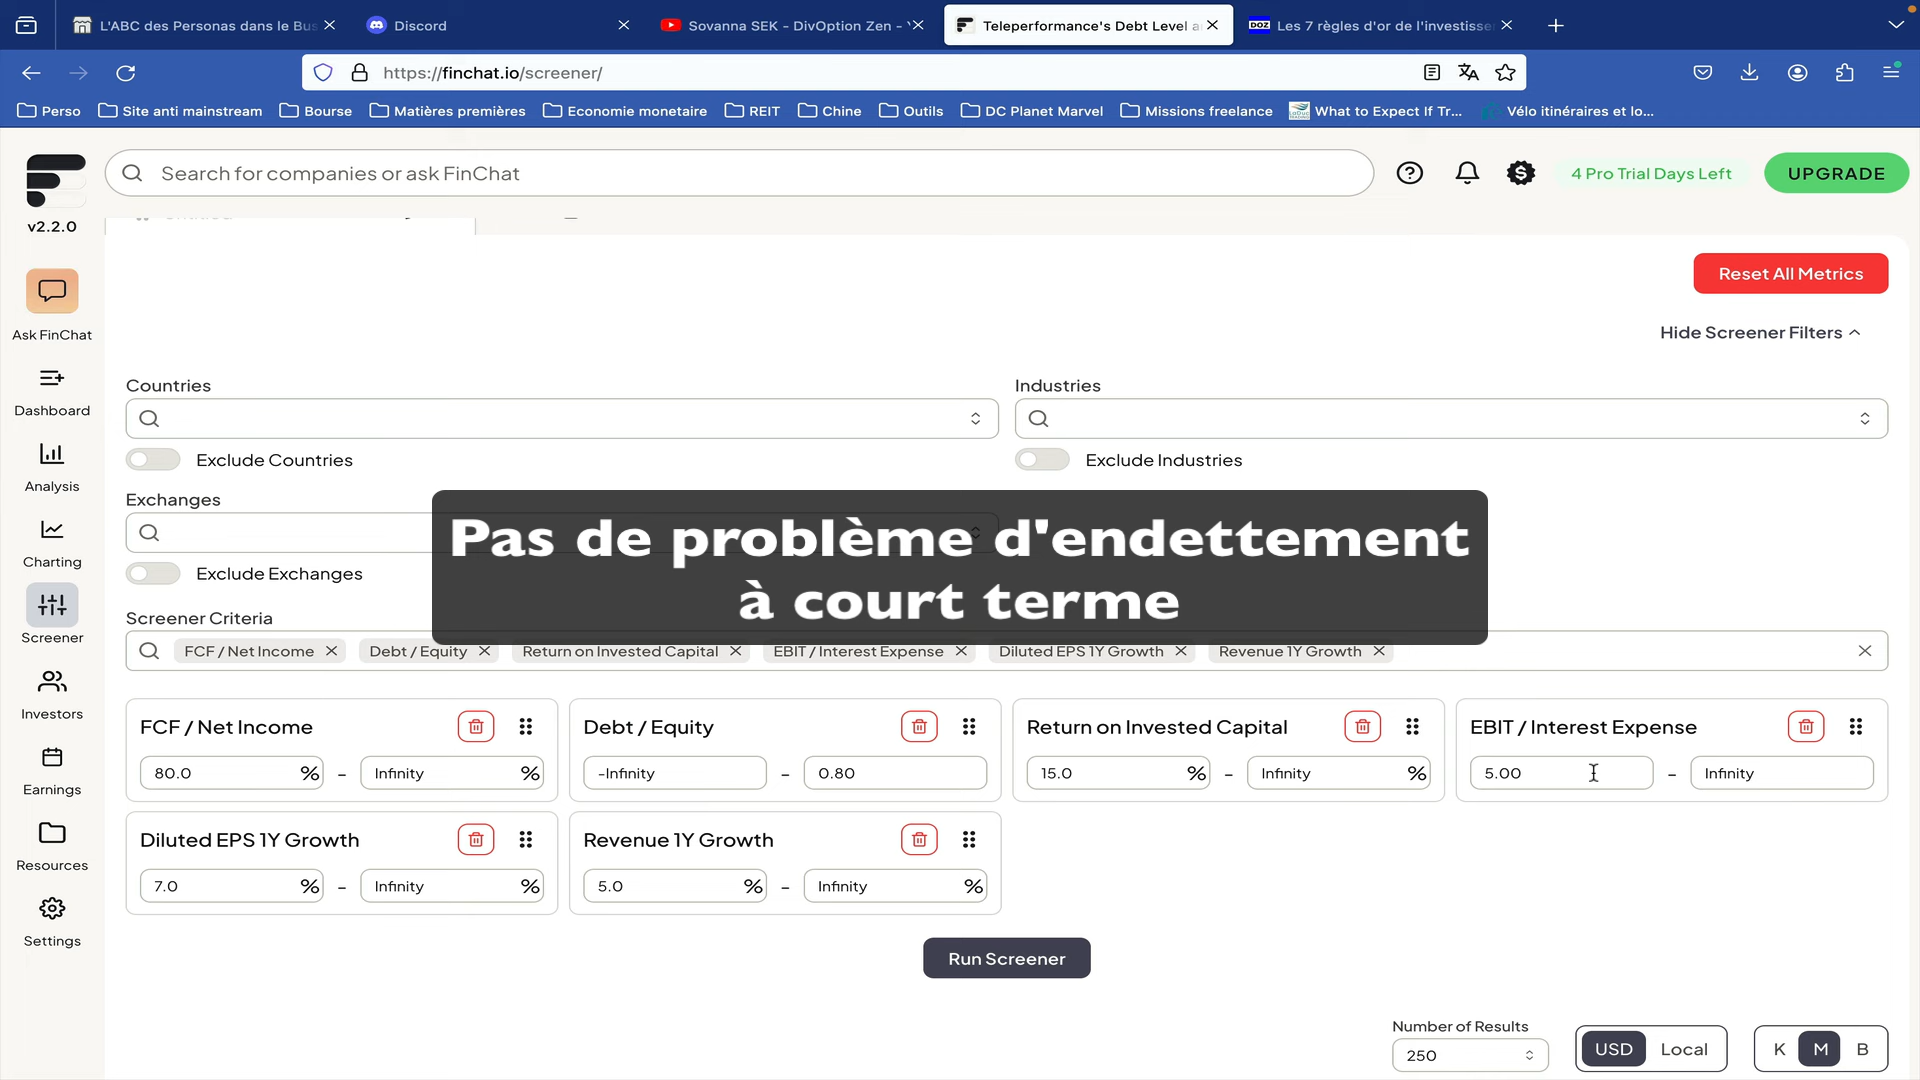 L'ABC des Personas dans le Bus
Discord
Sovanna SEK - DivOption Zen -
Teleperformance's Debt Level a
DOZ
Les 7 règles d'or de l'investisse
https://finchat.io/screener/
Perso
Site anti mainstream
Bourse
Matières premières
Economie monetaire
REIT
Chine
Outils
DC Planet Marvel
Missions freelance
What to Expect If Tr...
Vélo itinéraires et lo...
v2.2.0
Search for companies or ask FinChat
4 Pro Trial Days Left
UPGRADE
Ask FinChat
Dashboard
Analysis
Charting
Screener
Investors
Earnings
Resources
Settings
Reset All Metrics
Hide Screener Filters
Countries
Industries
Exclude Countries
Exclude Industries
Exchanges
Exclude Exchanges
Pas de problème d'endettement
à court terme
Screener Criteria
FCF / Net Income
Debt / Equity
Return on Invested Capital
EBIT / Interest Expense
Diluted EPS 1Y Growth
Revenue 1Y Growth
FCF / Net Income
80.0 % – Infinity %
Debt / Equity
-Infinity – 0.80
Return on Invested Capital
15.0 % – Infinity %
EBIT / Interest Expense
5.00 – Infinity
Diluted EPS 1Y Growth
7.0 % – Infinity %
Revenue 1Y Growth
5.0 % – Infinity %
Run Screener
Number of Results
250
USD Local
K M B